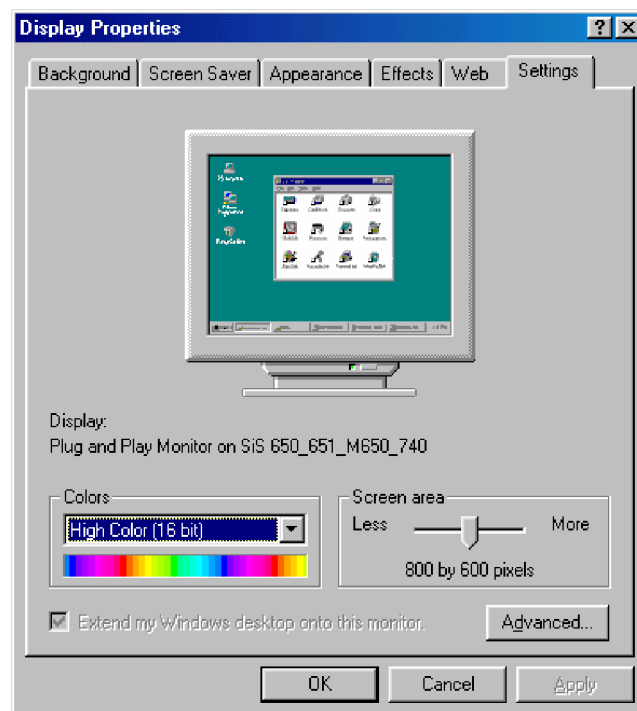 Display Properties
Background Screen Saver Appearance Effects Web Settings
Display:
Plug and Play Monitor on SiS 650_651_M650_740
Colors
High Color (16 bit)
Screen area
Less More
800 by 600 pixels
Extend my Windows desktop onto this monitor.
Advanced...
OK Cancel Apply